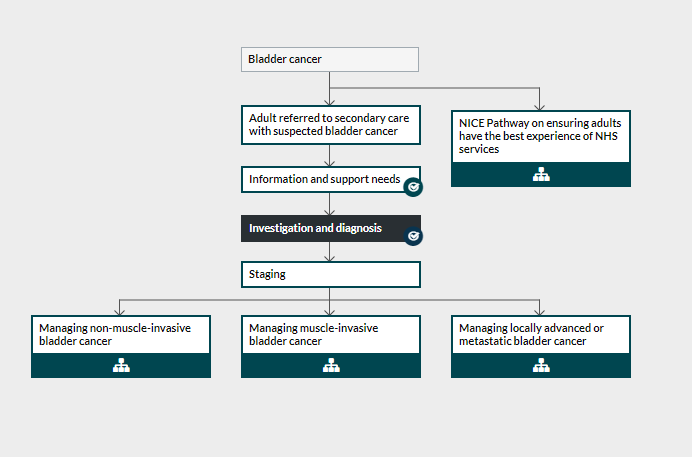 Bladder cancer
Adult referred to secondary care
with suspected bladder cancer
NICE Pathway on ensuring adults
have the best experience of NHS
services
Information and support needs
Investigation and diagnosis
Staging
Managing non-muscle-invasive
bladder cancer
Managing muscle-invasive
bladder cancer
Managing locally advanced or
metastatic bladder cancer